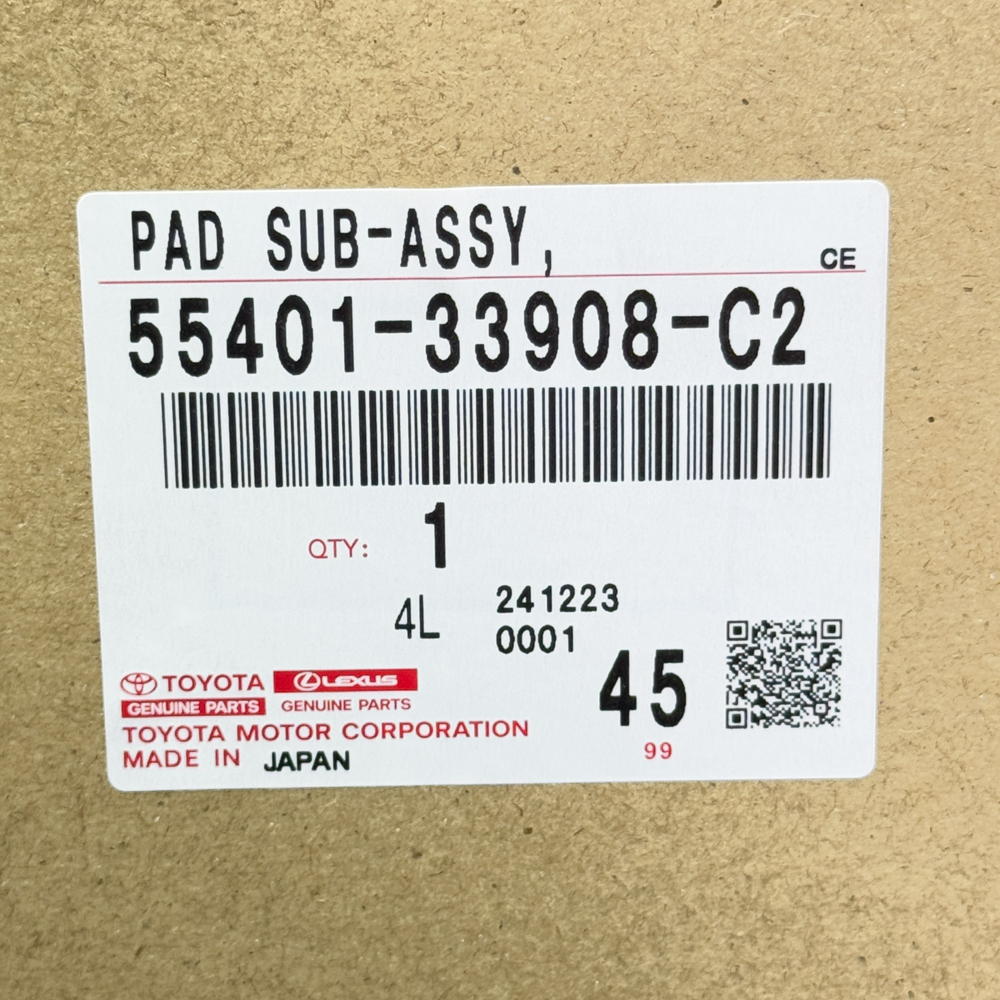 PAD SUB-ASSY,
CE
55401-33908-C2
QTY: 1
4L
241223
0001
45
TOYOTA LEXUS
GENUINE PARTS GENUINE PARTS
TOYOTA MOTOR CORPORATION
99
MADE IN JAPAN